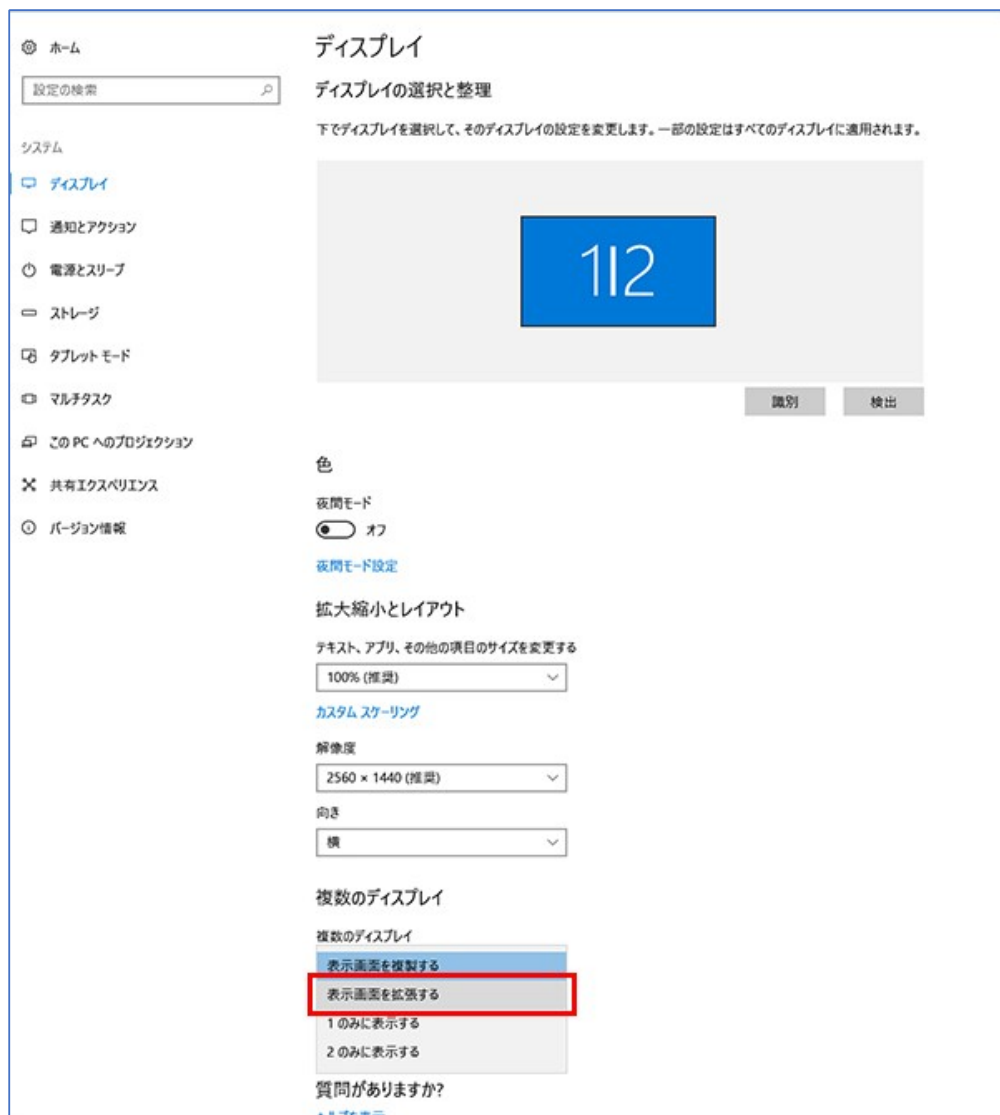 ホーム
設定の検索
システム
ディスプレイ
通知とアクション
電源とスリープ
ストレージ
タブレット モード
マルチタスク
この PC へのプロジェクション
共有エクスペリエンス
バージョン情報
ディスプレイ
ディスプレイの選択と整理
下でディスプレイを選択して、そのディスプレイの設定を変更します。一部の設定はすべてのディスプレイに適用されます。
1|2
識別 検出
色
夜間モード
オフ
夜間モード設定
拡大縮小とレイアウト
テキスト、アプリ、その他の項目のサイズを変更する
100% (推奨)
カスタム スケーリング
解像度
2560 × 1440 (推奨)
向き
横
複数のディスプレイ
複数のディスプレイ
表示画面を複製する
表示画面を拡張する
1 のみに表示する
2 のみに表示する
質問がありますか?